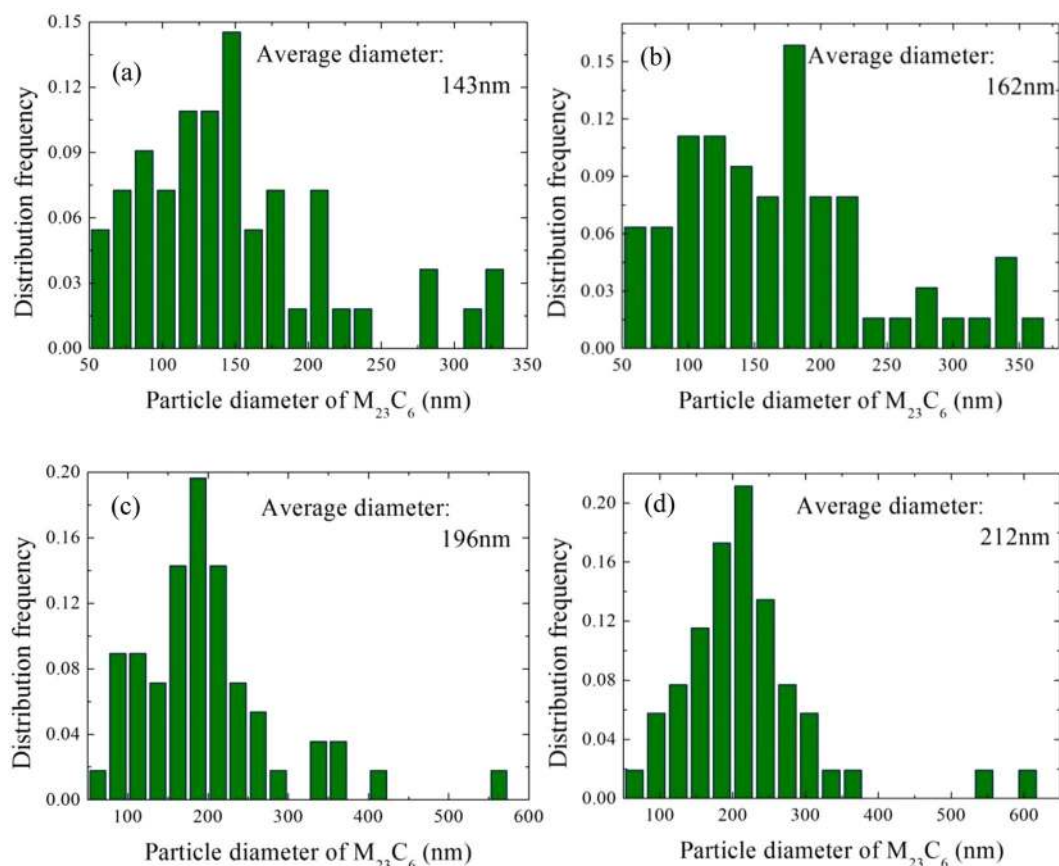 (a)
Average diameter:
143nm
Distribution frequency
0.15
0.12
0.09
0.06
0.03
0.00
50 100 150 200 250 300 350
Particle diameter of M₂₃C₆ (nm)
(b)
Average diameter:
162nm
Distribution frequency
0.15
0.12
0.09
0.06
0.03
0.00
50 100 150 200 250 300 350
Particle diameter of M₂₃C₆ (nm)
(c)
Average diameter:
196nm
Distribution frequency
0.20
0.16
0.12
0.08
0.04
0.00
100 200 300 400 500 600
Particle diameter of M₂₃C₆ (nm)
(d)
Average diameter:
212nm
Distribution frequency
0.20
0.16
0.12
0.08
0.04
0.00
100 200 300 400 500 600
Particle diameter of M₂₃C₆ (nm)